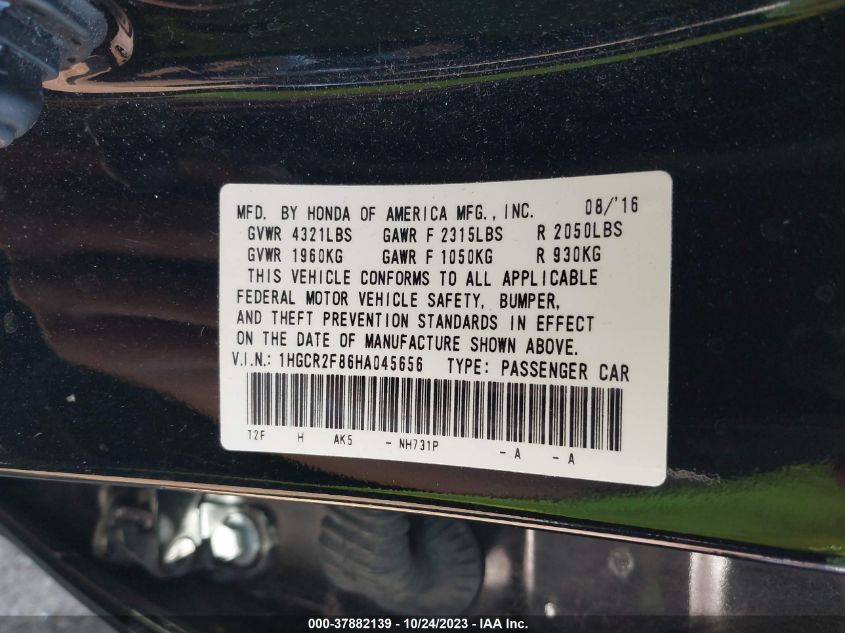 MFD. BY HONDA OF AMERICA MFG., INC. 08/'16
GVWR 4321LBS GAWR F 2315LBS R 2050LBS
GVWR 1960KG GAWR F 1050KG R 930KG
THIS VEHICLE CONFORMS TO ALL APPLICABLE
FEDERAL MOTOR VEHICLE SAFETY, BUMPER,
AND THEFT PREVENTION STANDARDS IN EFFECT
ON THE DATE OF MANUFACTURE SHOWN ABOVE.
V.I.N.: 1HGCR2F86HA045656 TYPE: PASSENGER CAR
T2F H AK5 - NH731P - A - A
000-37882139 - 10/24/2023 - IAA Inc.